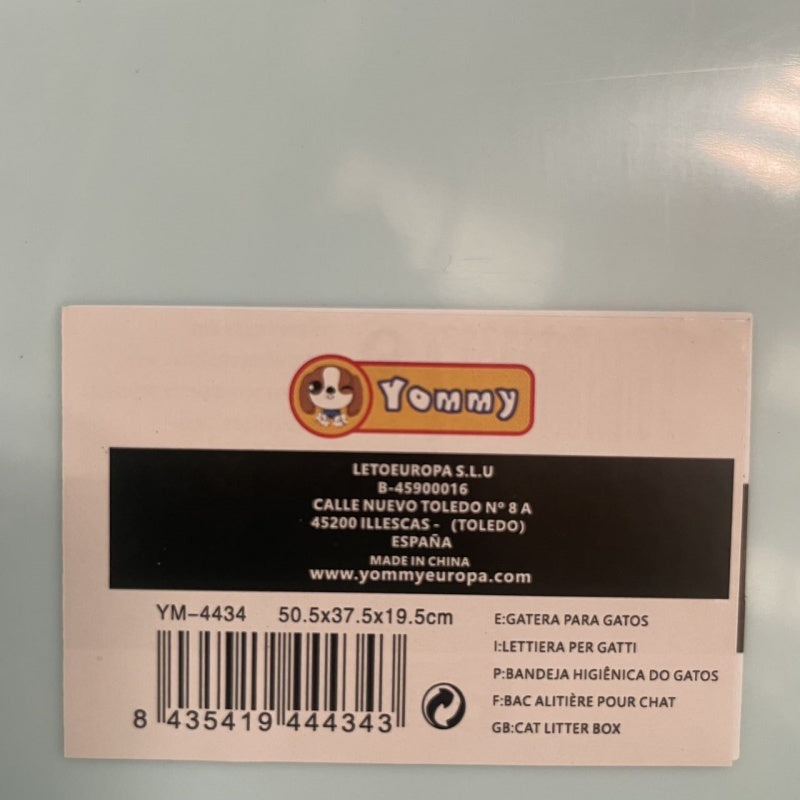 Yommy
LETOEUROPA S.L.U
B-45900016
CALLE NUEVO TOLEDO Nº 8 A
45200 ILLESCAS - (TOLEDO)
ESPAÑA
MADE IN CHINA
www.yommyeuropa.com
YM-4434 50.5x37.5x19.5cm
E:GATERA PARA GATOS
I:LETTIERA PER GATTI
P:BANDEJA HIGIÊNICA DO GATOS
F:BAC ALITIÈRE POUR CHAT
GB:CAT LITTER BOX
8 435419 444343